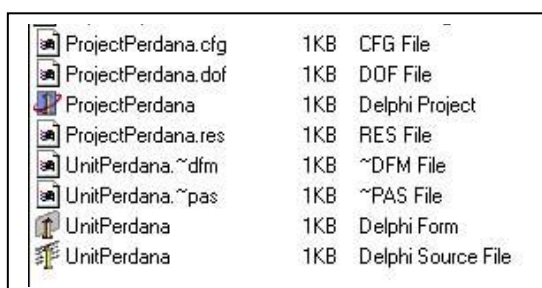 ProjectPerdana.cfg 1KB CFG File
ProjectPerdana.dof 1KB DOF File
ProjectPerdana 1KB Delphi Project
ProjectPerdana.res 1KB RES File
UnitPerdana.~dfm 1KB ~DFM File
UnitPerdana.~pas 1KB ~PAS File
UnitPerdana 1KB Delphi Form
UnitPerdana 1KB Delphi Source File